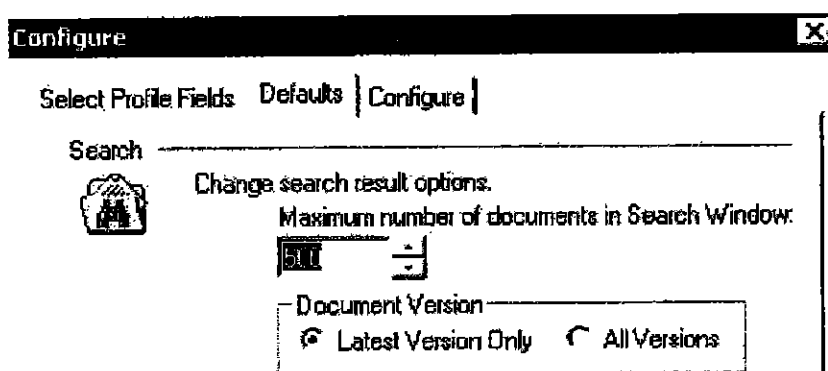 Configure
Select Profile Fields Defaults Configure
Search
Change search result options.
Maximum number of documents in Search Window:
500
Document Version
Latest Version Only All Versions